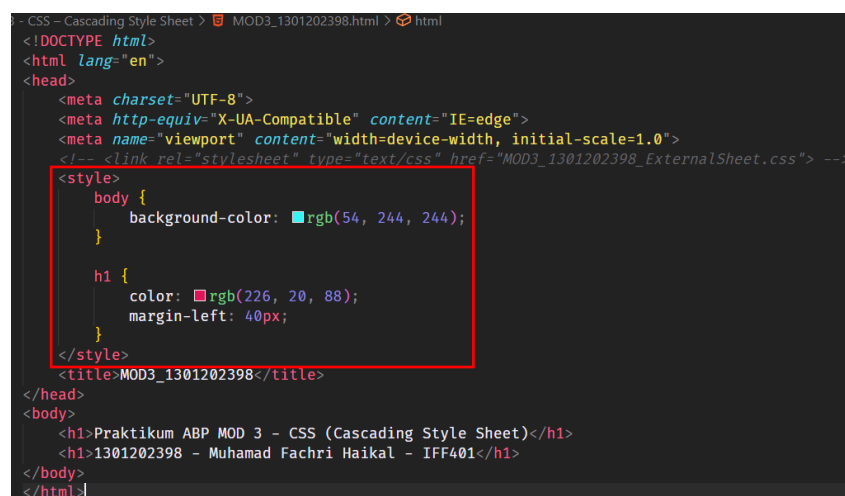 - CSS – Cascading Style Sheet > MOD3_1301202398.html > html
<!DOCTYPE html>
<html lang="en">
<head>
    <meta charset="UTF-8">
    <meta http-equiv="X-UA-Compatible" content="IE=edge">
    <meta name="viewport" content="width=device-width, initial-scale=1.0">
    <!-- <link rel="stylesheet" type="text/css" href="MOD3_1301202398_ExternalSheet.css"> --
    <style>
        body {
            background-color: rgb(54, 244, 244);
        }

        h1 {
            color: rgb(226, 20, 88);
            margin-left: 40px;
        }
    </style>
    <title>MOD3_1301202398</title>
</head>
<body>
    <h1>Praktikum ABP MOD 3 - CSS (Cascading Style Sheet)</h1>
    <h1>1301202398 - Muhamad Fachri Haikal - IFF401</h1>
</body>
</html>